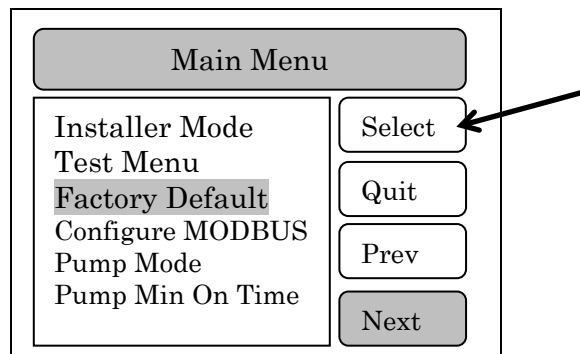 Main Menu
Installer Mode
Test Menu
Factory Default
Configure MODBUS
Pump Mode
Pump Min On Time
Select
Quit
Prev
Next